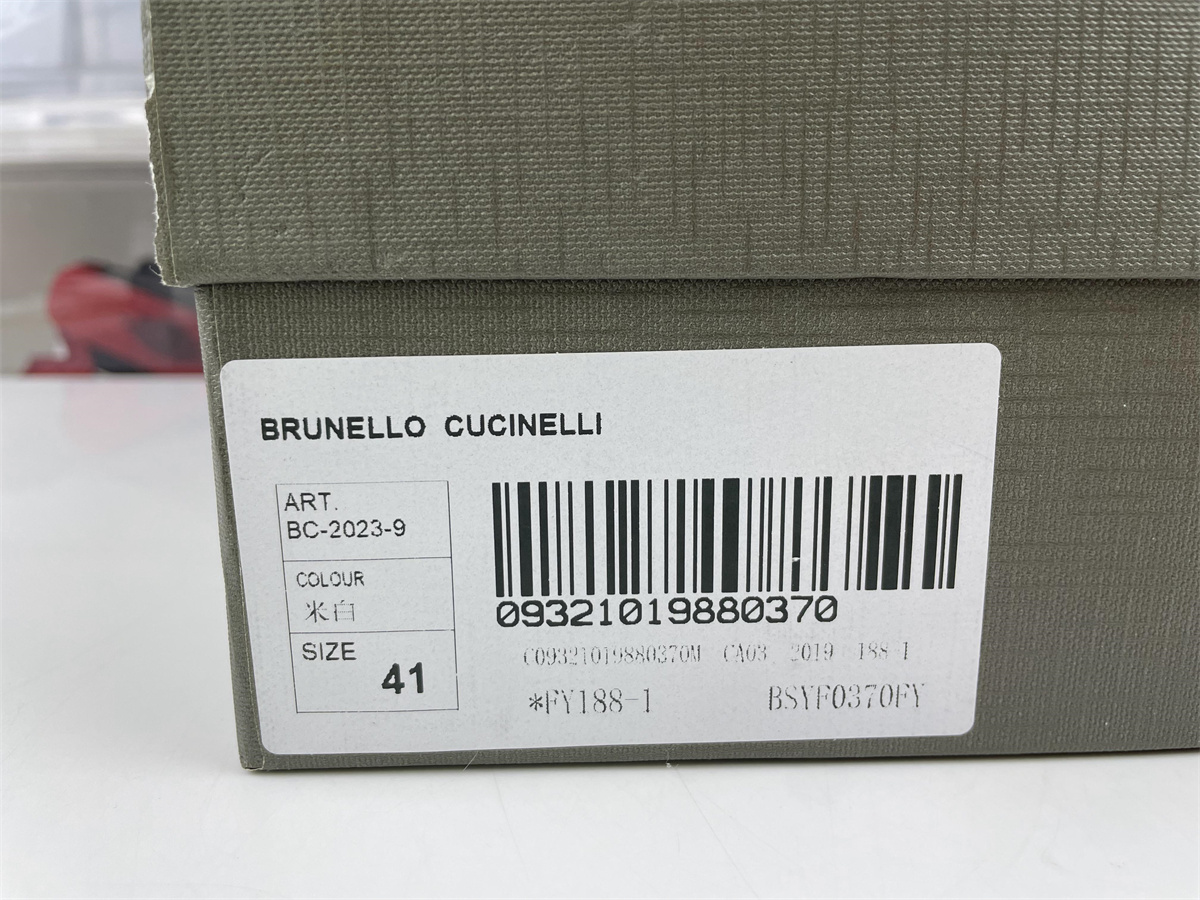 BRUNELLO CUCINELLI
ART.
BC-2023-9
COLOUR
米白
SIZE
41
09321019880370
C09321019880370M CA03 2019 188-1
*FY188-1 BSYF0370FY